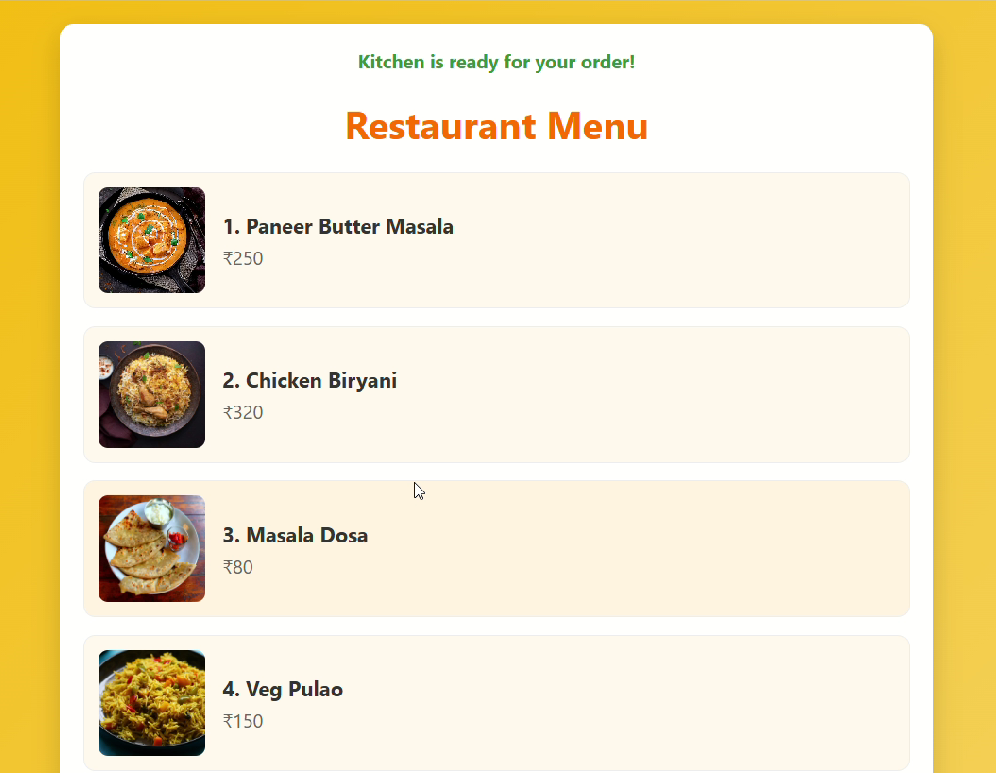 Kitchen is ready for your order!
Restaurant Menu
1. Paneer Butter Masala
₹250
2. Chicken Biryani
₹320
3. Masala Dosa
₹80
4. Veg Pulao
₹150